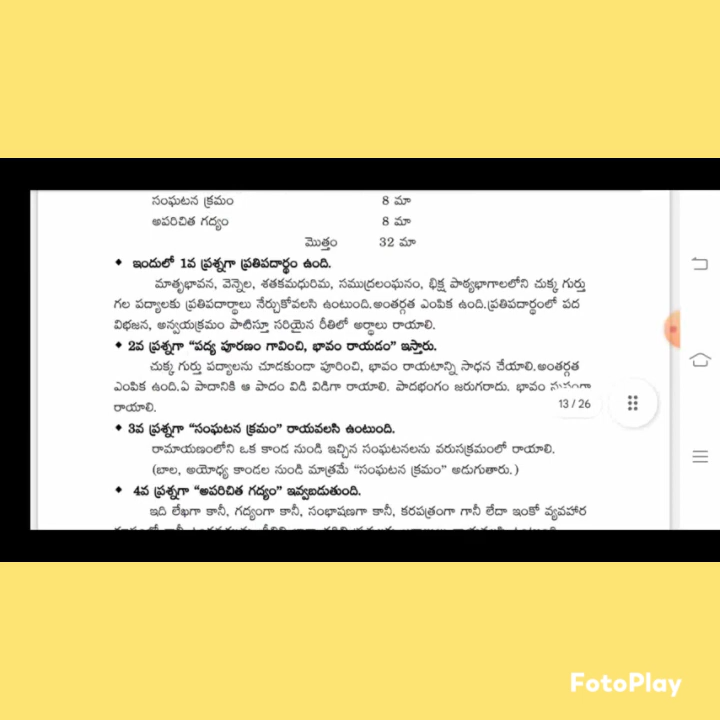 సంఘటన క్రమం 8 మా
అపరిచిత గద్యం 8 మా
మొత్తం 32 మా
◆ ఇందులో 1వ ప్రశ్నగా ప్రతిపదార్థం ఉంది.
మాతృభావన, వెన్నెల, శతకమధురిమ, సముద్రలంఘనం, భిక్ష పాఠ్యభాగాలలోని చుక్క గుర్తు
గల పద్యాలకు ప్రతిపదార్థాలు నేర్చుకోవలసి ఉంటుంది.అంతర్గత ఎంపిక ఉంది.ప్రతిపదార్థంలో పద
విభజన, అన్వయక్రమం పాటిస్తూ సరియైన రీతిలో అర్థాలు రాయాలి.
◆ 2వ ప్రశ్నగా “పద్య పూరణం గావించి, భావం రాయడం” ఇస్తారు.
చుక్క గుర్తు పద్యాలను చూడకుండా పూరించి, భావం రాయటాన్ని సాధన చేయాలి.అంతర్గత
ఎంపిక ఉంది.ఏ పాదానికి ఆ పాదం విడి విడిగా రాయాలి. పాదభంగం జరుగరాదు. భావం
రాయాలి.
13 / 26
◆ 3వ ప్రశ్నగా “సంఘటన క్రమం” రాయవలసి ఉంటుంది.
రామాయణంలోని ఒక కాండ నుండి ఇచ్చిన సంఘటనలను వరుసక్రమంలో రాయాలి.
(బాల, అయోధ్య కాండల నుండి మాత్రమే “సంఘటన క్రమం” అడుగుతారు.)
◆ 4వ ప్రశ్నగా “అపరిచిత గద్యం” ఇవ్వబడుతుంది.
ఇది లేఖగా కానీ, గద్యంగా కానీ, సంభాషణగా కానీ, కరపత్రంగా గానీ లేదా ఇంకో వ్యవహార
FotoPlay